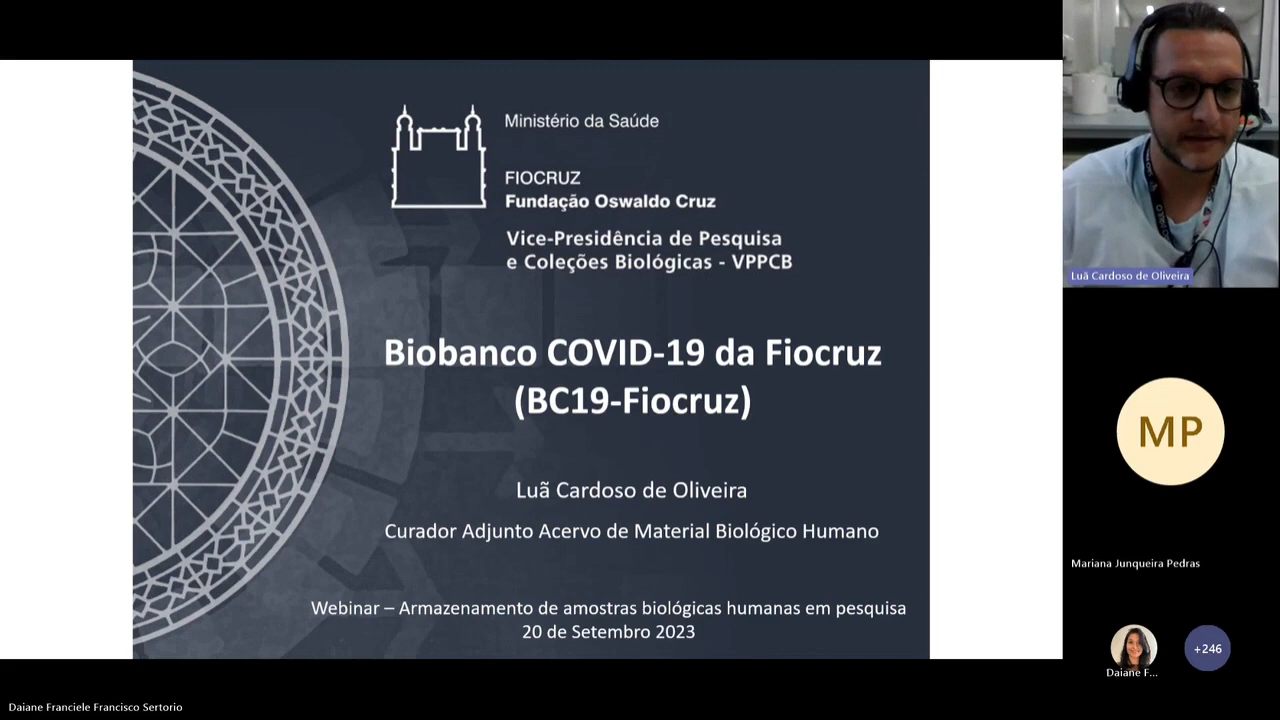 Ministério da Saúde
FIOCRUZ
Fundação Oswaldo Cruz
Vice-Presidência de Pesquisa
e Coleções Biológicas - VPPCB
Biobanco COVID-19 da Fiocruz
(BC19-Fiocruz)
Luã Cardoso de Oliveira
Curador Adjunto Acervo de Material Biológico Humano
Webinar – Armazenamento de amostras biológicas humanas em pesquisa
20 de Setembro 2023
Luã Cardoso de Oliveira
MP
Mariana Junqueira Pedras
+246
Daiane F...
Daiane Franciele Francisco Sertorio